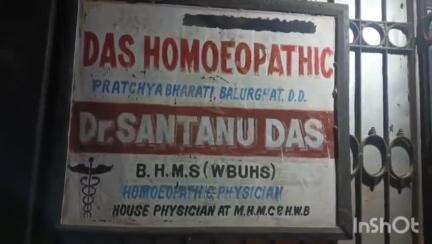 DAS HOMOEOPATHIC
PRATCHYA BHARATI, BALURGHAT, D.D.
Dr. SANTANU DAS
B.H.M.S (WBUHS)
HOMOEOPATHIC PHYSICIAN
HOUSE PHYSICIAN AT M.H.M.C & H.W.B
InShOt